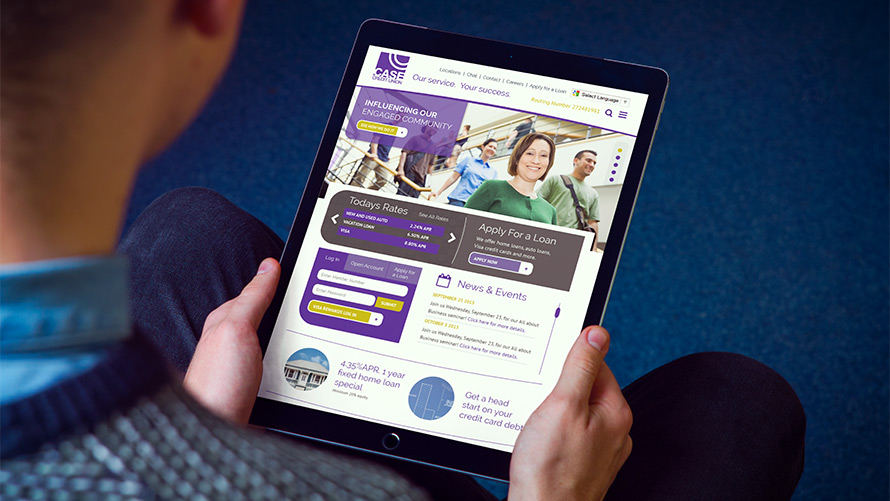 CASE
CREDIT UNION
Locations | Chat | Contact | Careers | Apply for a Loan
Select Language
Our service. Your success.
Routing Number 272481991
INFLUENCING OUR
ENGAGED COMMUNITY
SEE HOW WE DO IT
Todays Rates
See All Rates
NEW AND USED AUTO 2.24% APR
VACATION LOAN 6.50% APR
VISA 8.80% APR
Apply For a Loan
We offer home loans, auto loans,
Visa credit cards and more.
APPLY NOW
Log In
Open Account
Apply for
a Loan
Enter Member Number
Enter Password
SUBMIT
VISA REWARDS LOG IN
News & Events
SEPTEMBER 23 2015
Join us Wednesday, September 23, for our All about
Business seminar! Click here for more details.
OCTOBER 5 2015
Join us Wednesday, September 23, for our All about
Business seminar! Click here for more details.
4.35%APR, 1 year
fixed home loan
special
minimum 20% equity
Get a head
start on your
credit card debt